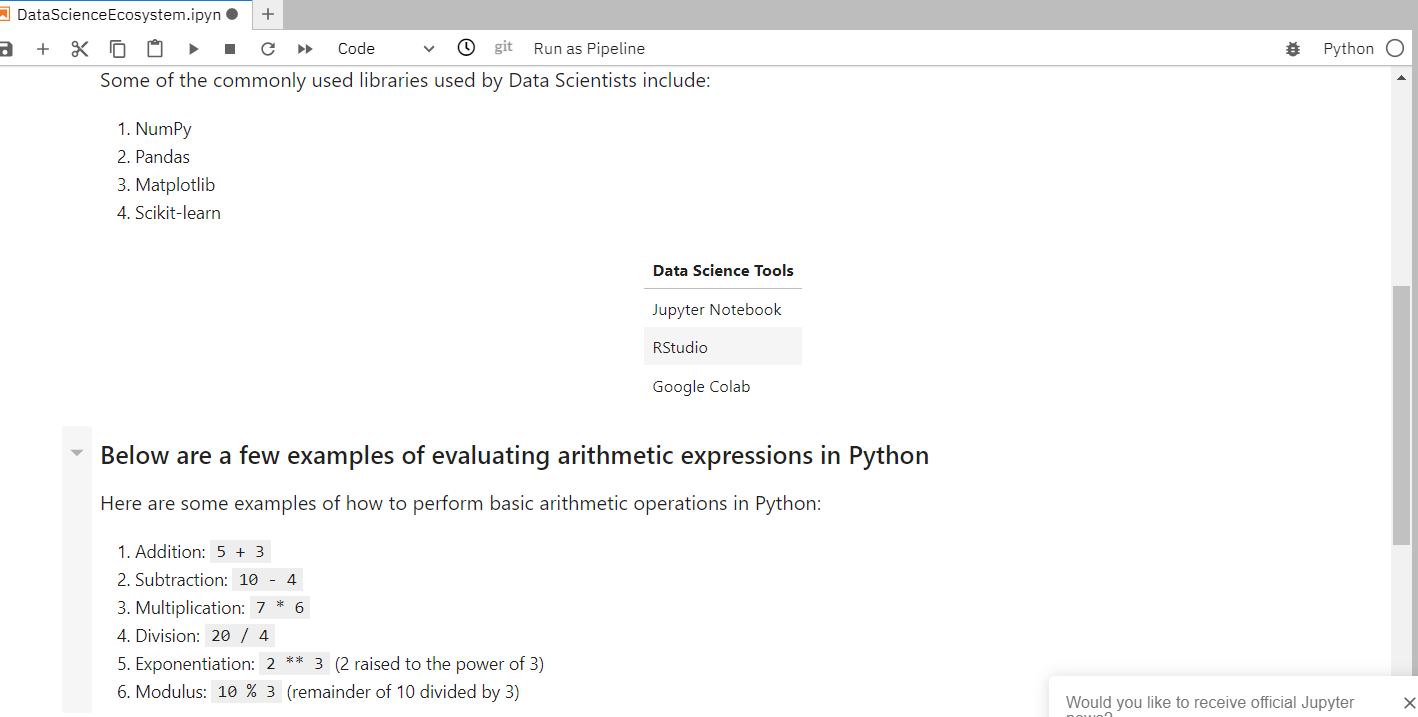 DataScienceEcosystem.ipyn
Code git Run as Pipeline Python
Some of the commonly used libraries used by Data Scientists include:
1. NumPy
2. Pandas
3. Matplotlib
4. Scikit-learn
Data Science Tools
Jupyter Notebook
RStudio
Google Colab
Below are a few examples of evaluating arithmetic expressions in Python
Here are some examples of how to perform basic arithmetic operations in Python:
1. Addition: 5 + 3
2. Subtraction: 10 - 4
3. Multiplication: 7 * 6
4. Division: 20 / 4
5. Exponentiation: 2 ** 3 (2 raised to the power of 3)
6. Modulus: 10 % 3 (remainder of 10 divided by 3)
Would you like to receive official Jupyter
news?